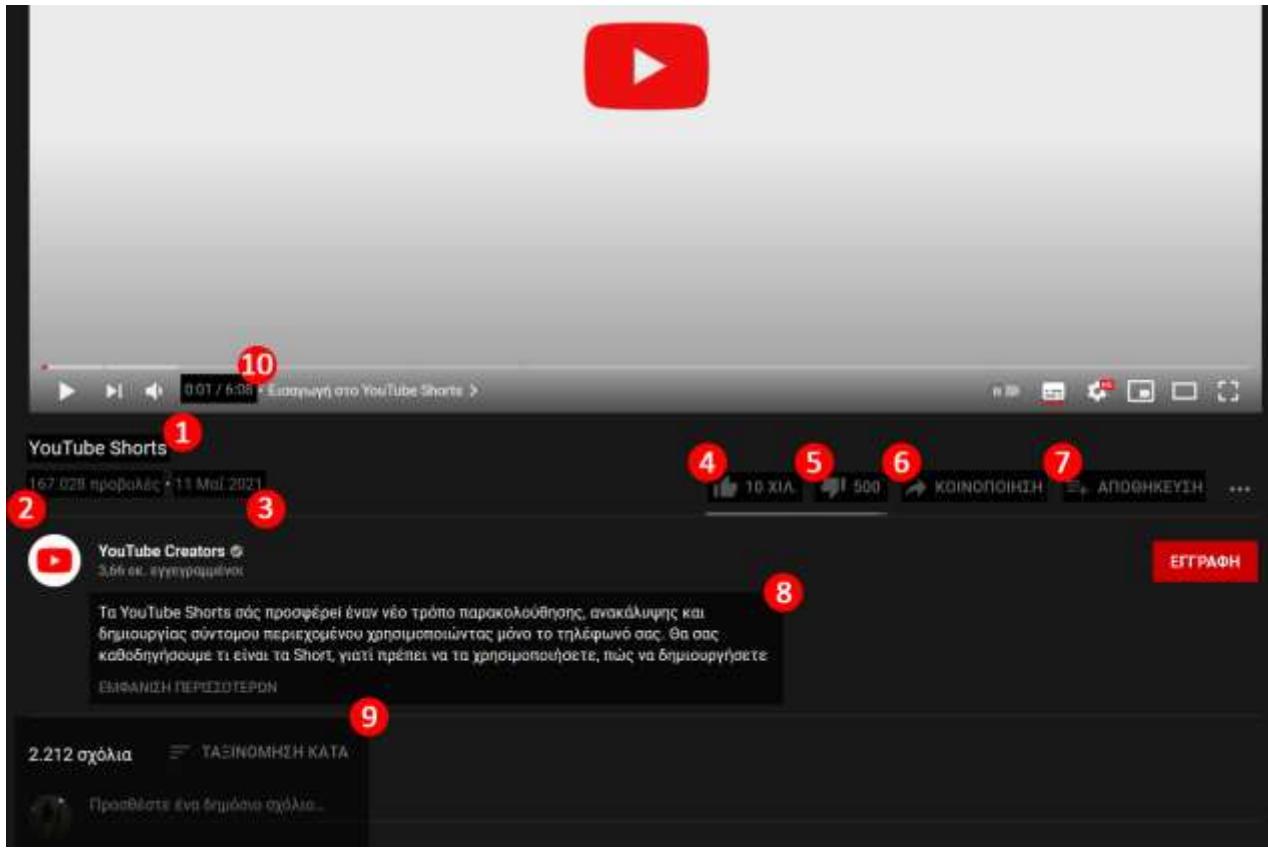 10
0:01 / 6:08 • Εισαγωγή στο YouTube Shorts >
1
YouTube Shorts
167.028 προβολές • 11 Μαΐ 2021
2
3
4
5
6
7
10 ΧΙΛ.
500
ΚΟΙΝΟΠΟΙΗΣΗ
ΑΠΟΘΗΚΕΥΣΗ
YouTube Creators
3,66 εκ. εγγεγραμμένοι
ΕΓΓΡΑΦΗ
8
Τα YouTube Shorts σάς προσφέρεί έναν νέο τρόπο παρακολούθησης, ανακάλυψης και
δημιουργίας σύντομου περιεχομένου χρησιμοποιώντας μόνο το τηλέφωνό σας. Θα σας
καθοδηγήσουμε τι είναι τα Short, γιατί πρέπει να τα χρησιμοποιήσετε, πώς να δημιουργήσετε
ΕΜΦΑΝΙΣΗ ΠΕΡΙΣΣΟΤΕΡΩΝ
9
2.212 σχόλια
ΤΑΞΙΝΟΜΗΣΗ ΚΑΤΑ
Προσθέστε ένα δημόσιο σχόλιο...